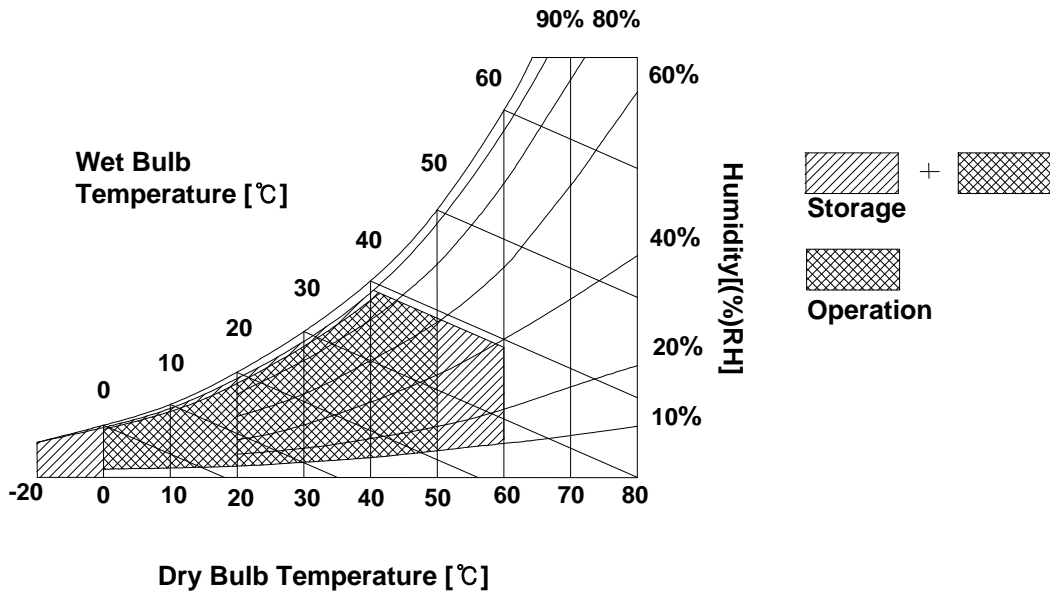 90% 80%
60%
60
Wet Bulb
Temperature [℃]
50
40
30
20
10
0
40%
20%
10%
Humidity[(%)RH]
-20 0 10 20 30 40 50 60 70 80
Dry Bulb Temperature [℃]
+
Storage
Operation